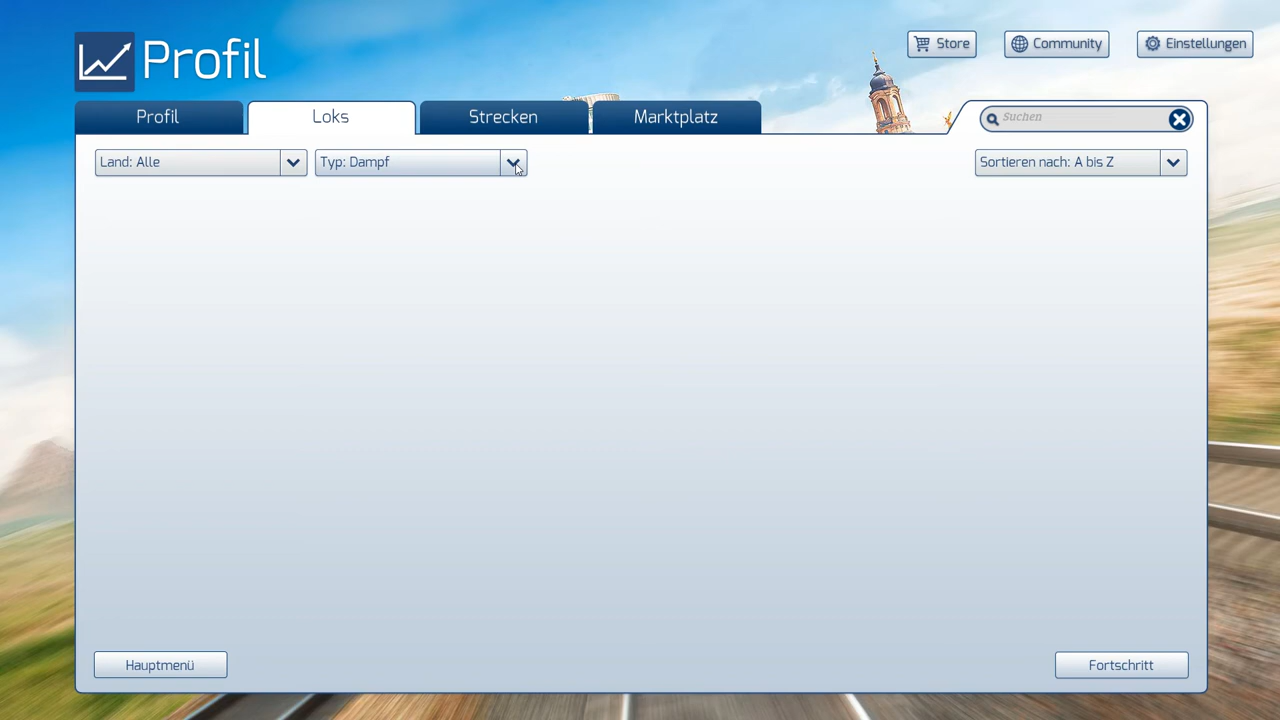 Profil
Store
Community
Einstellungen
Profil
Loks
Strecken
Marktplatz
Suchen
Land: Alle
Typ: Dampf
Sortieren nach: A bis Z
Hauptmenü
Fortschritt